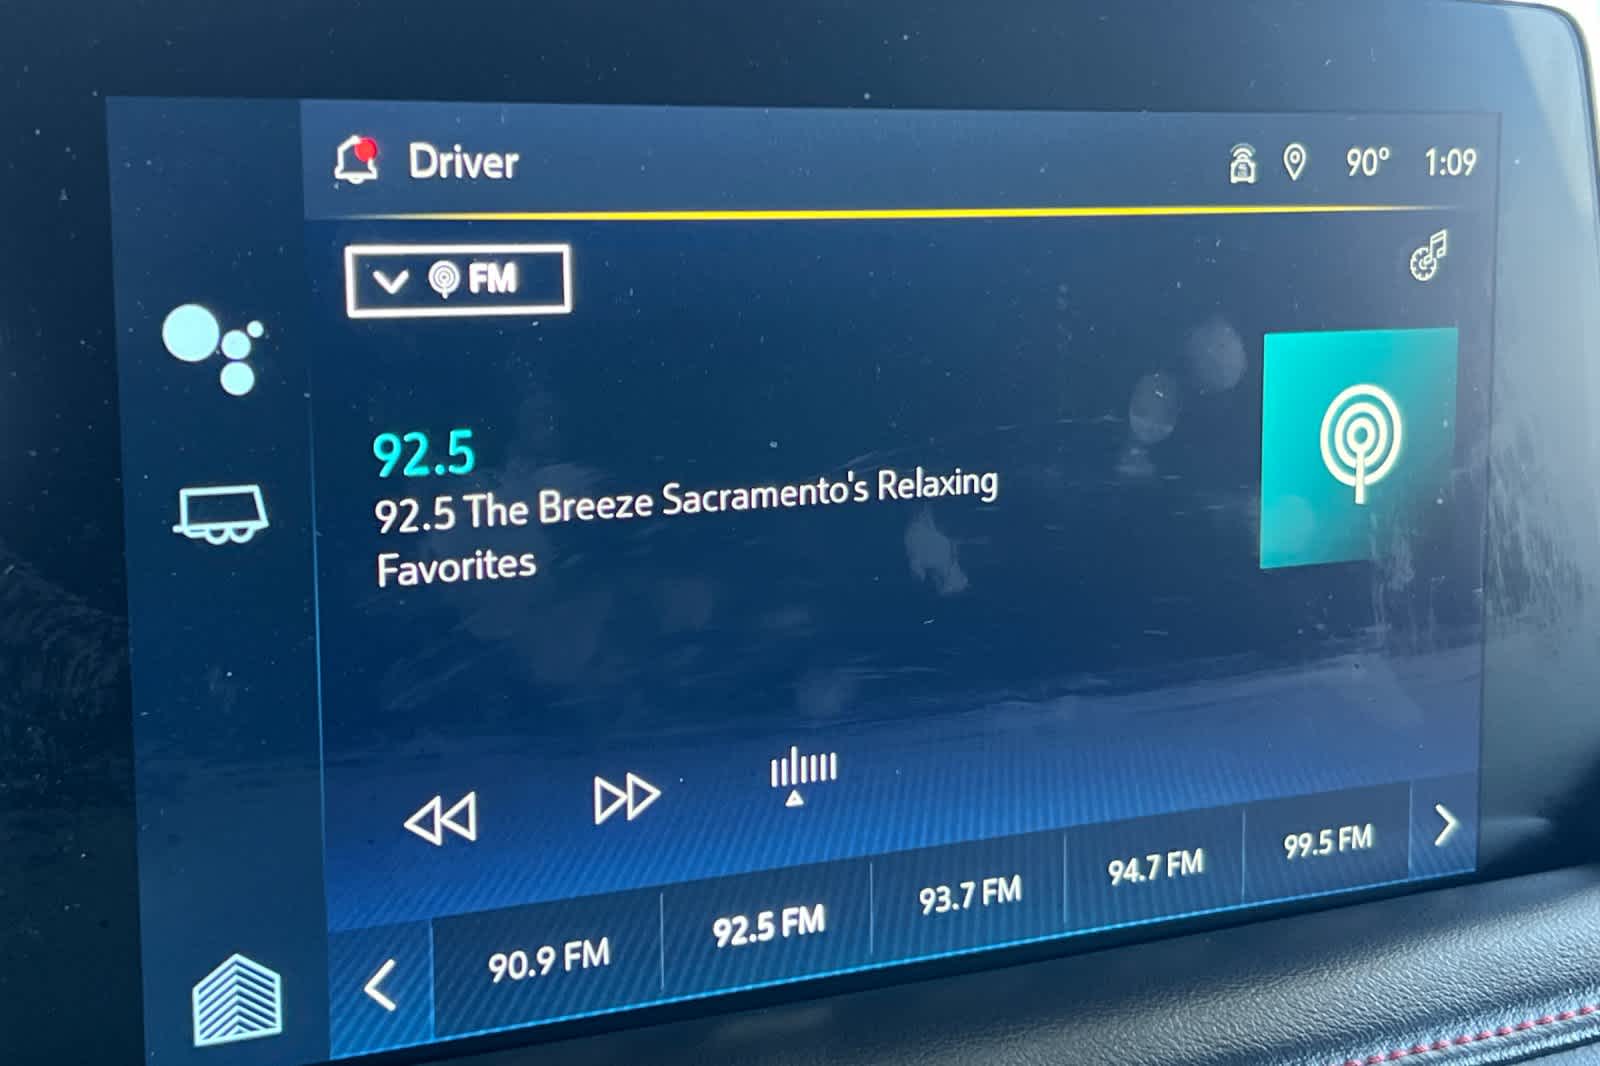 Driver
90° 1:09
FM
92.5
92.5 The Breeze Sacramento's Relaxing
Favorites
90.9 FM
92.5 FM
93.7 FM
94.7 FM
99.5 FM